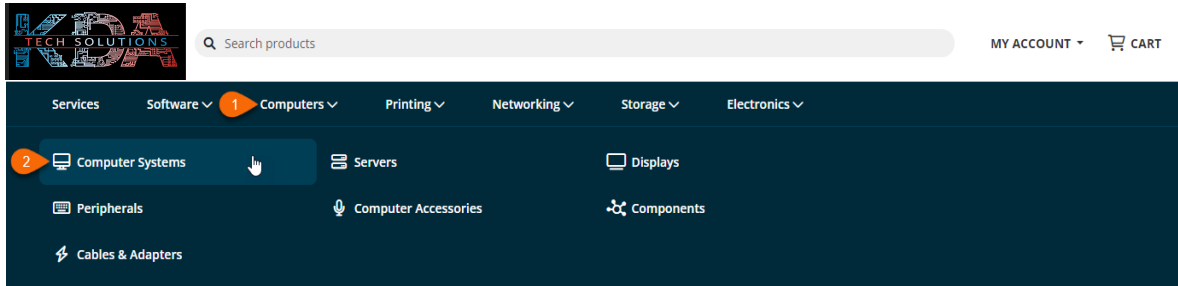 KDA
TECH SOLUTIONS
Search products
MY ACCOUNT
CART
Services Software 1 Computers Printing Networking Storage Electronics
2 Computer Systems Servers Displays
Peripherals Computer Accessories Components
Cables & Adapters